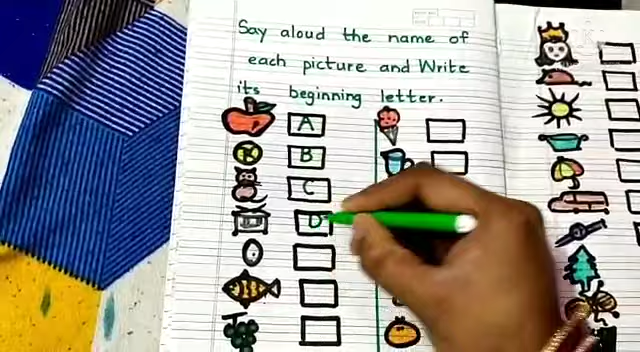 Say aloud the name of
each picture and Write
its beginning letter.
A
B
C
D